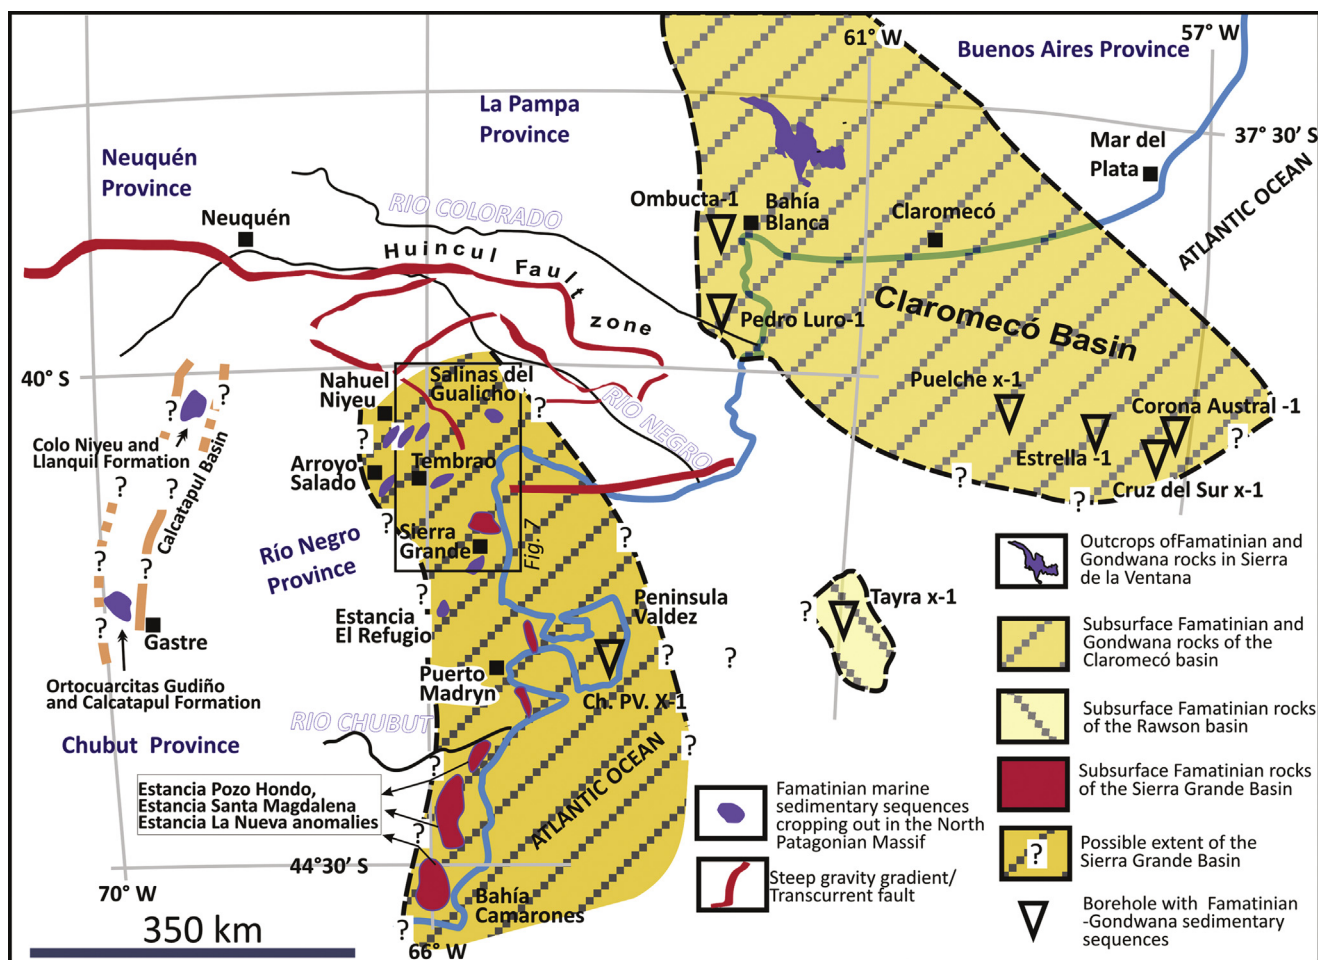 61° W
57° W
Buenos Aires Province
La Pampa
Province
37° 30' S
Mar del
Plata
Neuquén
Province
ATLANTIC OCEAN
RIO COLORADO
Ombucta-1
Bahía
Blanca
Claromecó
Neuquén
Huincul Fault
zone
Claromecó Basin
Pedro Luro-1
40° S
Nahuel
Niyeu
Salinas del
Gualicho
?
?
?
?
RIO NEGRO
Puelche x-1
Corona Austral -1
?
Colo Niyeu and
Llanquil Formation
Calcatapul Basin
?
?
Arroyo
Salado
Tembrao
Estrella -1
Cruz del Sur x-1
?
?
?
?
?
Río Negro
Province
Sierra
Grande
Fig. 7
?
?
?
?
?
Gastre
Estancia
El Refugio
Peninsula
Valdez
?
Tayra x-1
?
?
Ortocuarcitas Gudiño
and Calcatapul Formation
Puerto
Madryn
Ch. PV. X-1
RIO CHUBUT
Chubut Province
?
?
ATLANTIC OCEAN
Estancia Pozo Hondo,
Estancia Santa Magdalena
Estancia La Nueva anomalies
?
44°30' S
70° W
Bahía
Camarones
?
66° W
350 km
Famatinian marine
sedimentary sequences
cropping out in the North
Patagonian Massif
Steep gravity gradient/
Transcurrent fault
Outcrops ofFamatinian and
Gondwana rocks in Sierra
de la Ventana
Subsurface Famatinian and
Gondwana rocks of the
Claromecó basin
Subsurface Famatinian rocks
of the Rawson basin
Subsurface Famatinian rocks
of the Sierra Grande Basin
?
Possible extent of the
Sierra Grande Basin
Borehole with Famatinian
-Gondwana sedimentary
sequences